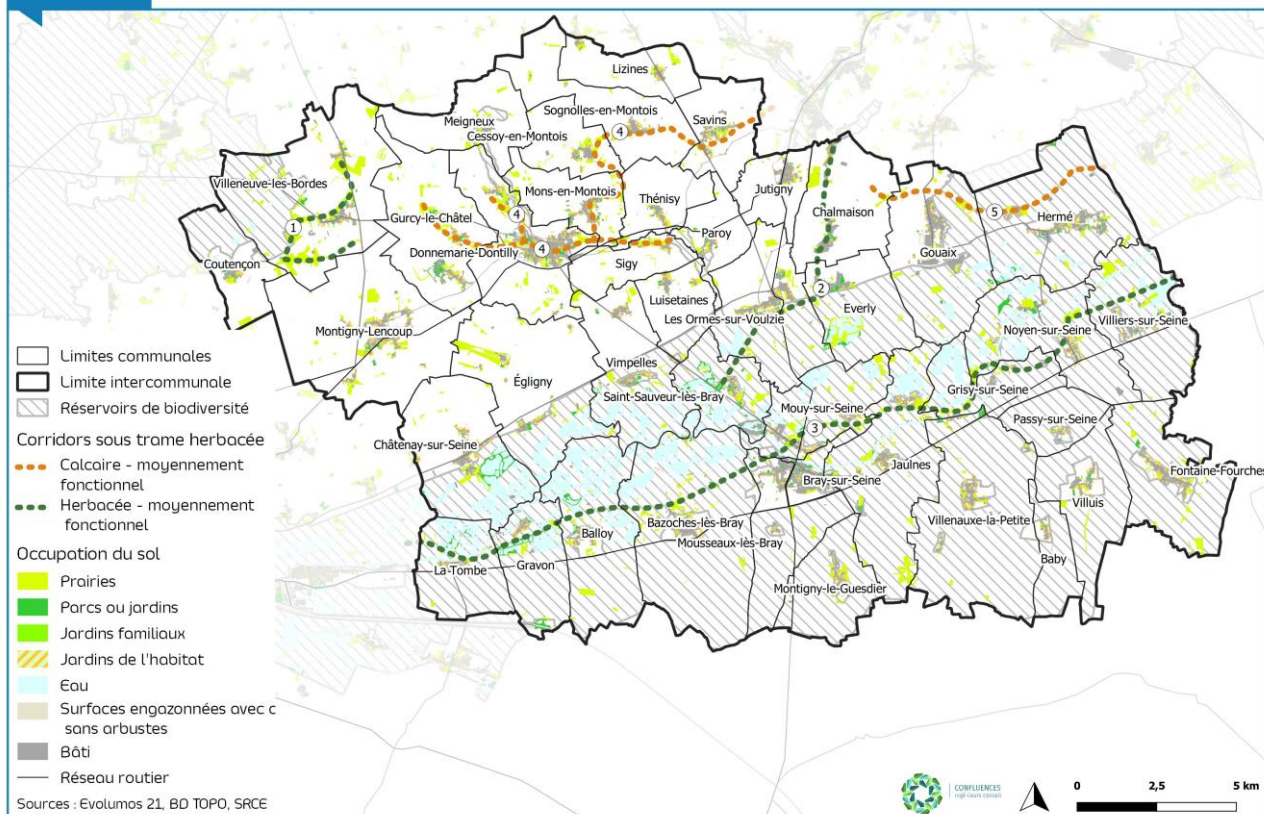 Lizines
Sognolles-en-Montois
Savins
Meigneux
Cessoy-en-Montois
4
Villeneuve-les-Bordes
Mons-en-Montois
Jutigny
Thénisy
Chalmaison
Gurcy-le-Châtel
4
5
Hermé
1
Paroy
Gouaix
Coutençon
Donnemarie-Dontilly
4
Sigy
2
Luisetaines
Everly
Les Ormes-sur-Voulzie
Noyen-sur-Seine
Villiers-sur-Seine
Montigny-Lencoup
Vimpelles
Égligny
Saint-Sauveur-lès-Bray
Grisy-sur-Seine
Mouy-sur-Seine
Passy-sur-Seine
3
Châtenay-sur-Seine
Jaulnes
Fontaine-Fourches
Bray-sur-Seine
Villuis
Bazoches-lès-Bray
Villenauxe-la-Petite
Balloy
Mousseaux-lès-Bray
Baby
La-Tombe
Gravon
Montigny-le-Guesdier
Limites communales
Limite intercommunale
Réservoirs de biodiversité
Corridors sous trame herbacée
Calcaire - moyennement
fonctionnel
Herbacée - moyennement
fonctionnel
Occupation du sol
Prairies
Parcs ou jardins
Jardins familiaux
Jardins de l'habitat
Eau
Surfaces engazonnées avec o
sans arbustes
Bâti
Réseau routier
Sources : Evolumos 21, BD TOPO, SRCE
CONFLUENCES
Ingénieurs conseil
0 2,5 5 km